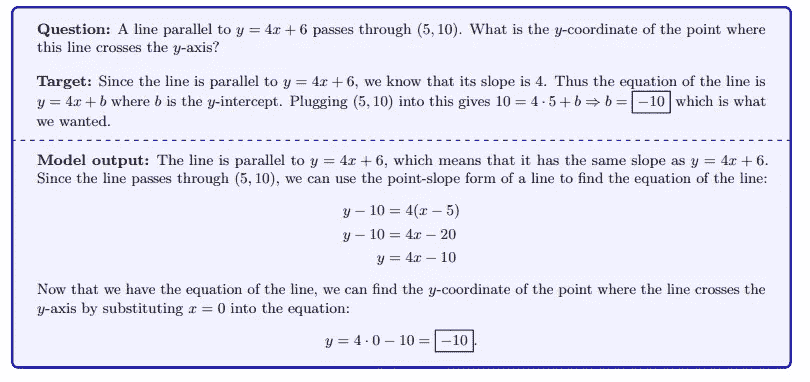 Question: A line parallel to y = 4x + 6 passes through (5, 10). What is the y-coordinate of the point where
this line crosses the y-axis?
Target: Since the line is parallel to y = 4x + 6, we know that its slope is 4. Thus the equation of the line is
y = 4x + b where b is the y-intercept. Plugging (5, 10) into this gives 10 = 4 · 5 + b ⇒ b = −10 which is what
we wanted.
Model output: The line is parallel to y = 4x + 6, which means that it has the same slope as y = 4x + 6.
Since the line passes through (5, 10), we can use the point-slope form of a line to find the equation of the line:
y − 10 = 4(x − 5)
y − 10 = 4x − 20
y = 4x − 10
Now that we have the equation of the line, we can find the y-coordinate of the point where the line crosses the
y-axis by substituting x = 0 into the equation:
y = 4 · 0 − 10 = −10.